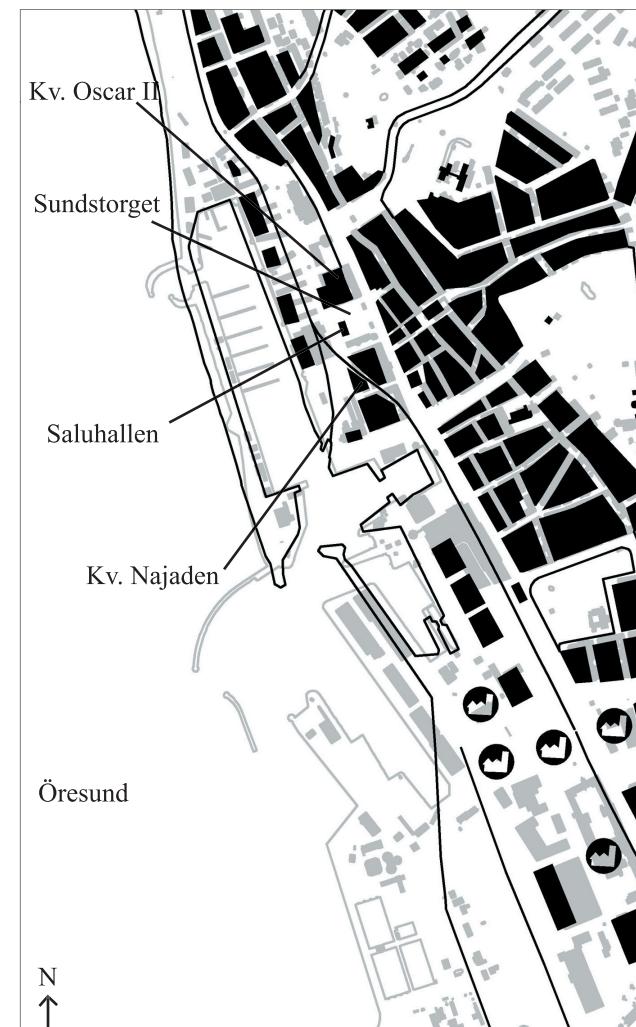 Kv. Oscar II
Sundstorget
Saluhallen
Kv. Najaden
Öresund
N